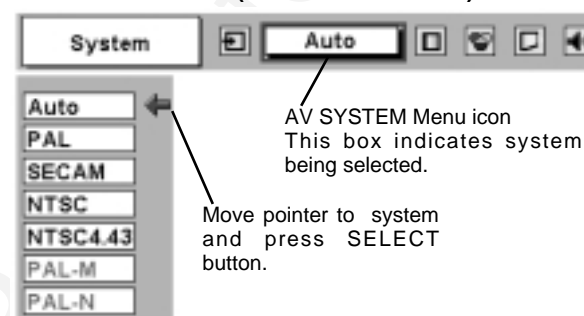 System
Auto
Auto
PAL
SECAM
NTSC
NTSC4.43
PAL-M
PAL-N
AV SYSTEM Menu icon
This box indicates system
being selected.
Move pointer to system
and press SELECT
button.